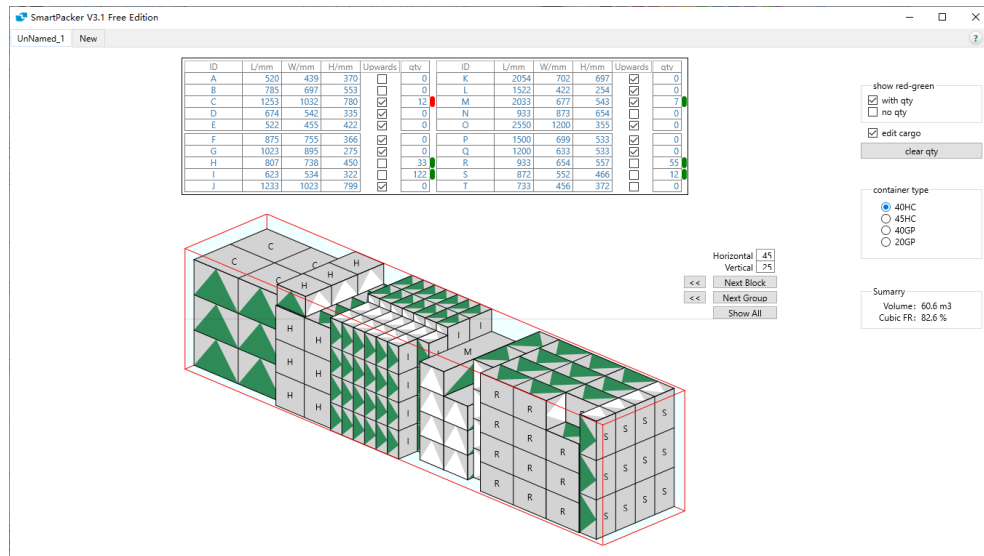 SmartPacker V3.1 Free Edition
UnNamed_1 New
?
ID L/mm W/mm H/mm Upwards qty ID L/mm W/mm H/mm Upwards qty
A 520 439 370 0 K 2054 702 697 0
B 785 697 553 0 L 1522 422 254 0
C 1253 1032 780 12 M 2033 677 543 7
D 674 542 335 0 N 933 873 654 0
E 522 455 422 0 O 2550 1200 355 0
F 875 755 366 0 P 1500 699 533 0
G 1023 895 275 0 Q 1200 633 533 0
H 807 738 450 33 R 933 654 557 55
I 623 534 322 122 S 872 552 466 12
J 1233 1023 799 0 T 733 456 372 0
show red-green
with qty
no qty
edit cargo
clear qty
container type
40HC
45HC
40GP
20GP
Horizontal 45
Vertical 25
<< Next Block
<< Next Group
Show All
Sumarry
Volume: 60.6 m3
Cubic FR: 82.6 %
C
C C
C H
H H
H
H H
H H
H H
I I
I
I
I
I
M
R
R R
R R
R R
R R
R R
R
S S S S
S S S S
S S S S